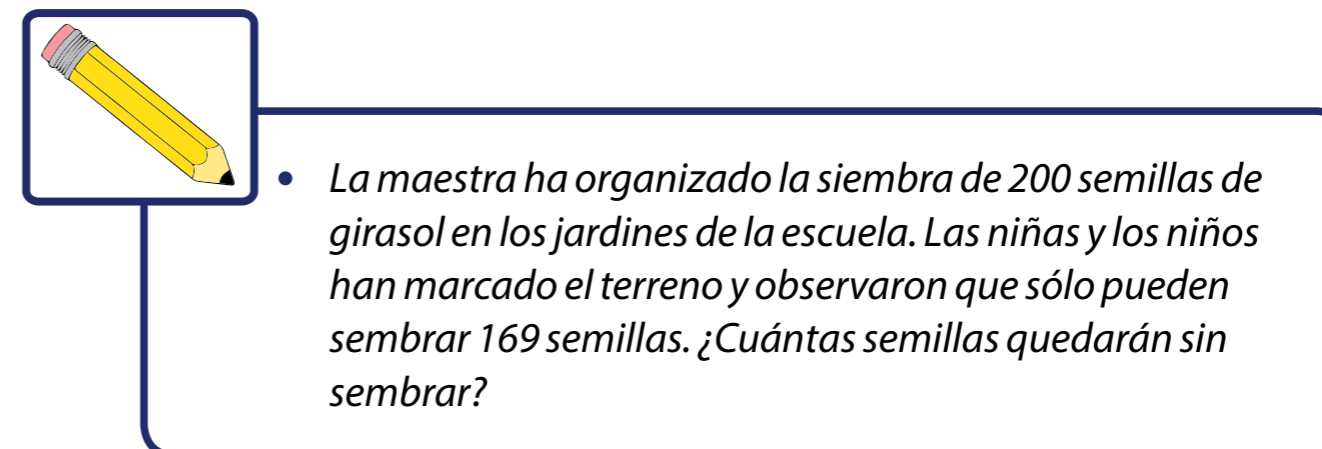 • La maestra ha organizado la siembra de 200 semillas de
girasol en los jardines de la escuela. Las niñas y los niños
han marcado el terreno y observaron que sólo pueden
sembrar 169 semillas. ¿Cuántas semillas quedarán sin
sembrar?